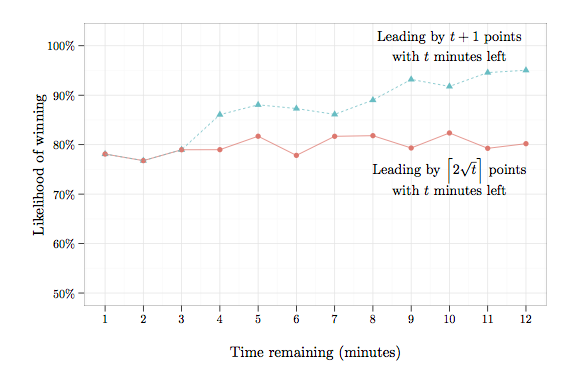 Leading by t + 1 points
with t minutes left
100%
90%
80%
70%
60%
50%
Likelihood of winning
Leading by ⌈2√t⌉ points
with t minutes left
1 2 3 4 5 6 7 8 9 10 11 12
Time remaining (minutes)